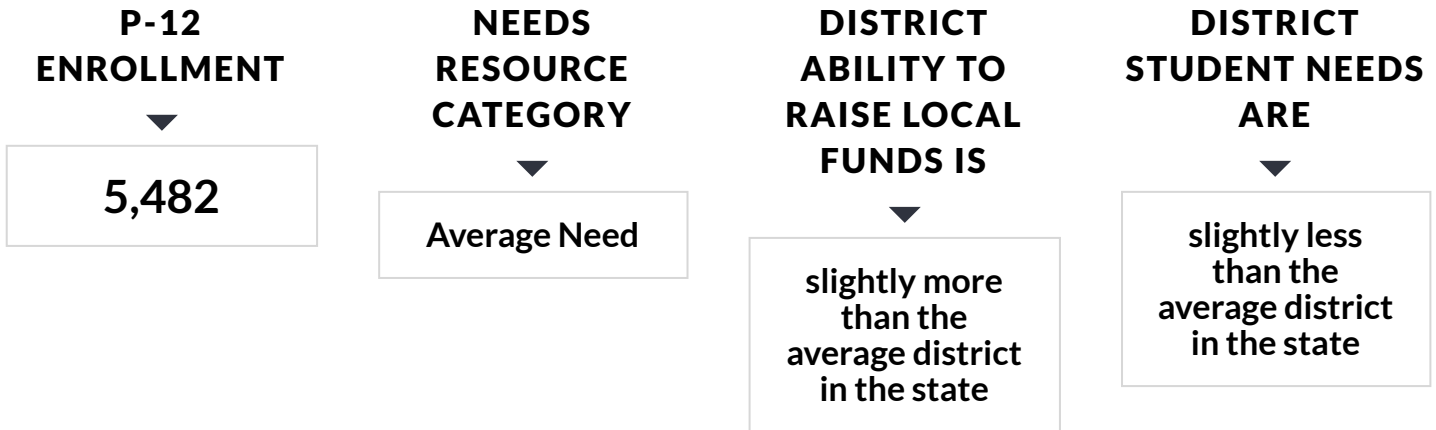 P-12
ENROLLMENT
5,482
NEEDS
RESOURCE
CATEGORY
Average Need
DISTRICT
ABILITY TO
RAISE LOCAL
FUNDS IS
slightly more
than the
average district
in the state
DISTRICT
STUDENT NEEDS
ARE
slightly less
than the
average district
in the state